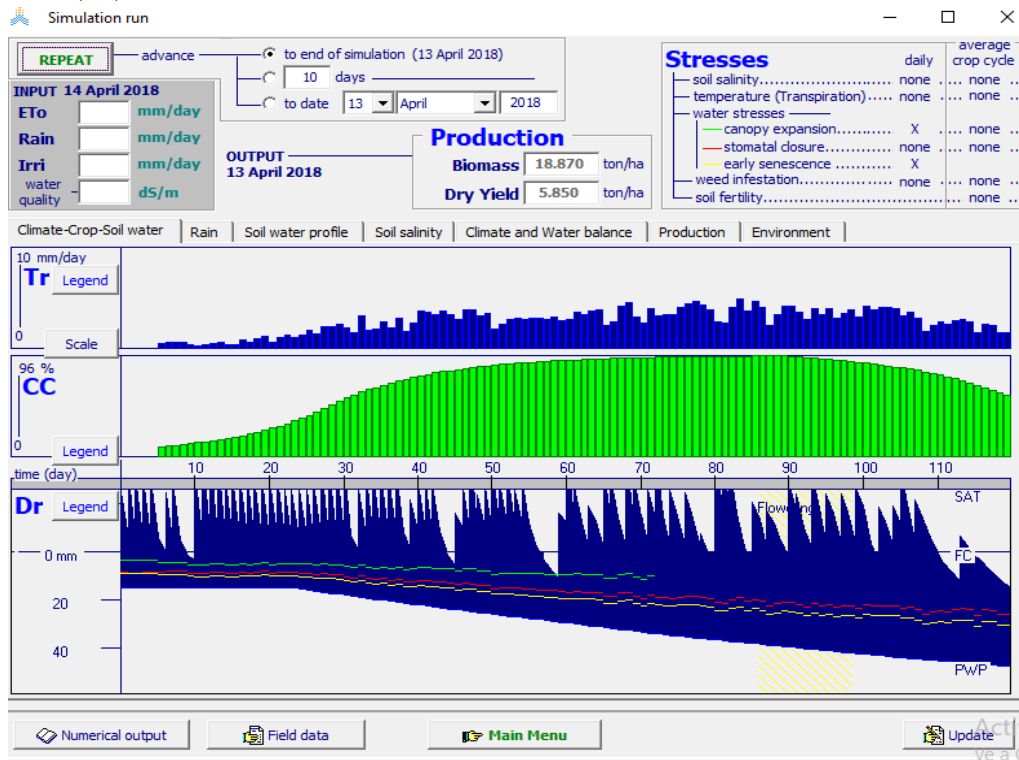 Simulation run
REPEAT
advance
to end of simulation (13 April 2018)
10 days
to date 13 April 2018
INPUT 14 April 2018
ETo mm/day
Rain mm/day
Irri mm/day
water quality dS/m
OUTPUT
13 April 2018
Production
Biomass 18.870 ton/ha
Dry Yield 5.850 ton/ha
Stresses daily average crop cycle
soil salinity.............................. none .... none ..
temperature (Transpiration)..... none .... none ..
water stresses
canopy expansion............ X .... none ..
stomatal closure.............. none .... none ..
early senescence ............ X
weed infestation................... none .... none ..
soil fertility........................................ none ..
Climate-Crop-Soil water Rain Soil water profile Soil salinity Climate and Water balance Production Environment
10 mm/day
Tr Legend
0
Scale
96 %
CC
0
Legend
time (day) 10 20 30 40 50 60 70 80 90 100 110
Dr Legend
SAT
Flowering
0 mm
FC
20
40
PWP
Numerical output Field data Main Menu Update